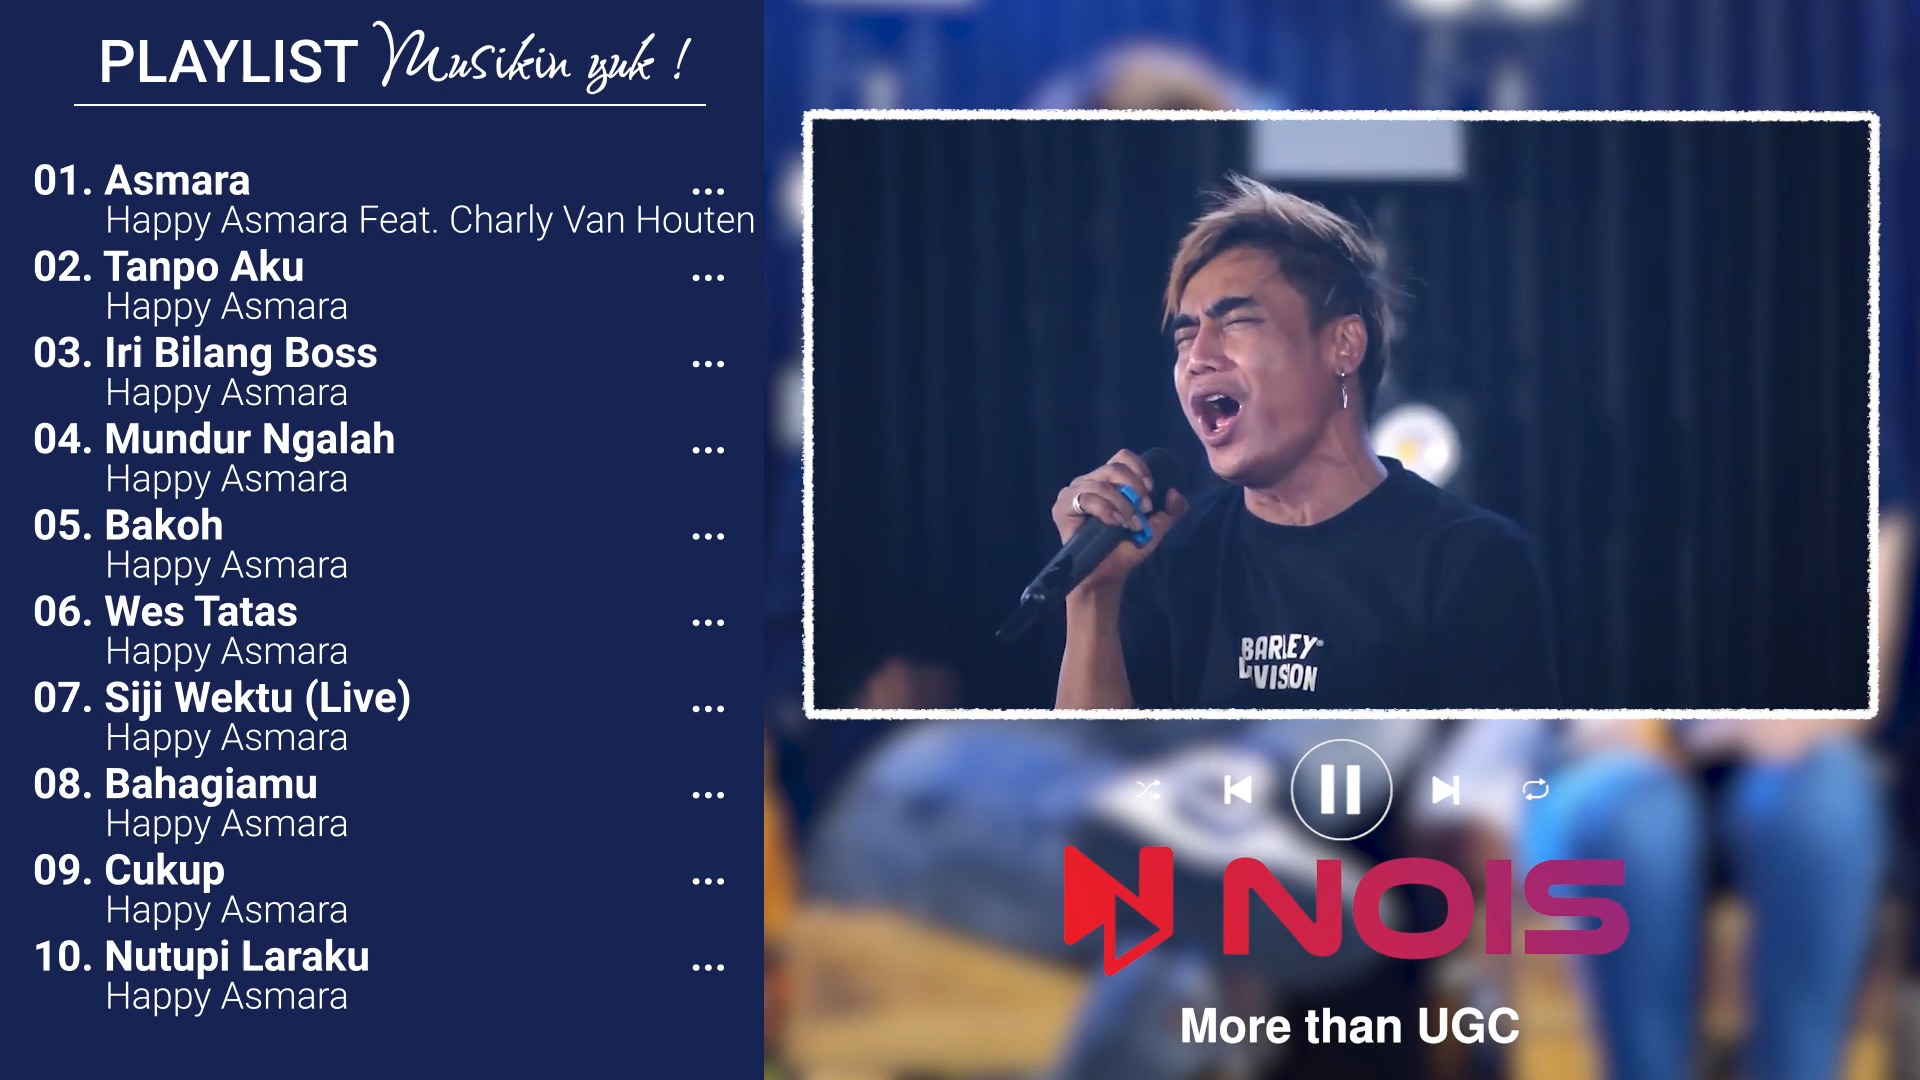 PLAYLIST Musikin yuk !
01. Asmara ...
Happy Asmara Feat. Charly Van Houten
02. Tanpo Aku ...
Happy Asmara
03. Iri Bilang Boss ...
Happy Asmara
04. Mundur Ngalah ...
Happy Asmara
05. Bakoh ...
Happy Asmara
06. Wes Tatas ...
Happy Asmara
07. Siji Wektu (Live) ...
Happy Asmara
08. Bahagiamu ...
Happy Asmara
09. Cukup ...
Happy Asmara
10. Nutupi Laraku ...
Happy Asmara
BARLEY®
DIVISON
NOIS
More than UGC